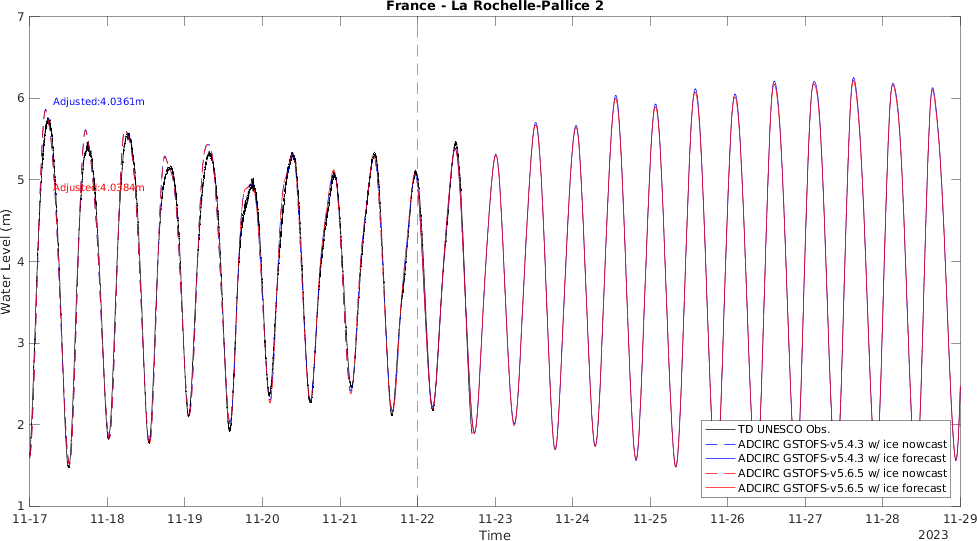 France - La Rochelle-Pallice 2
7
6
5
4
3
2
1
Water Level (m)
Adjusted:4.0361m
Adjusted:4.0384m
TD UNESCO Obs.
ADCIRC GSTOFS-v5.4.3 w/ ice nowcast
ADCIRC GSTOFS-v5.4.3 w/ ice forecast
ADCIRC GSTOFS-v5.6.5 w/ ice nowcast
ADCIRC GSTOFS-v5.6.5 w/ ice forecast
11-17 11-18 11-19 11-20 11-21 11-22 11-23 11-24 11-25 11-26 11-27 11-28 11-29
Time
2023